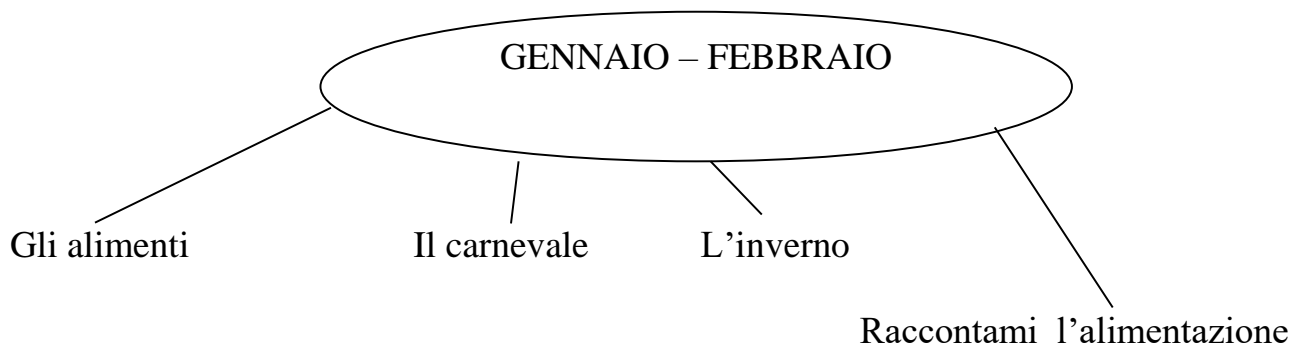 GENNAIO – FEBBRAIO
Gli alimenti
Il carnevale
L’inverno
Raccontami l’alimentazione